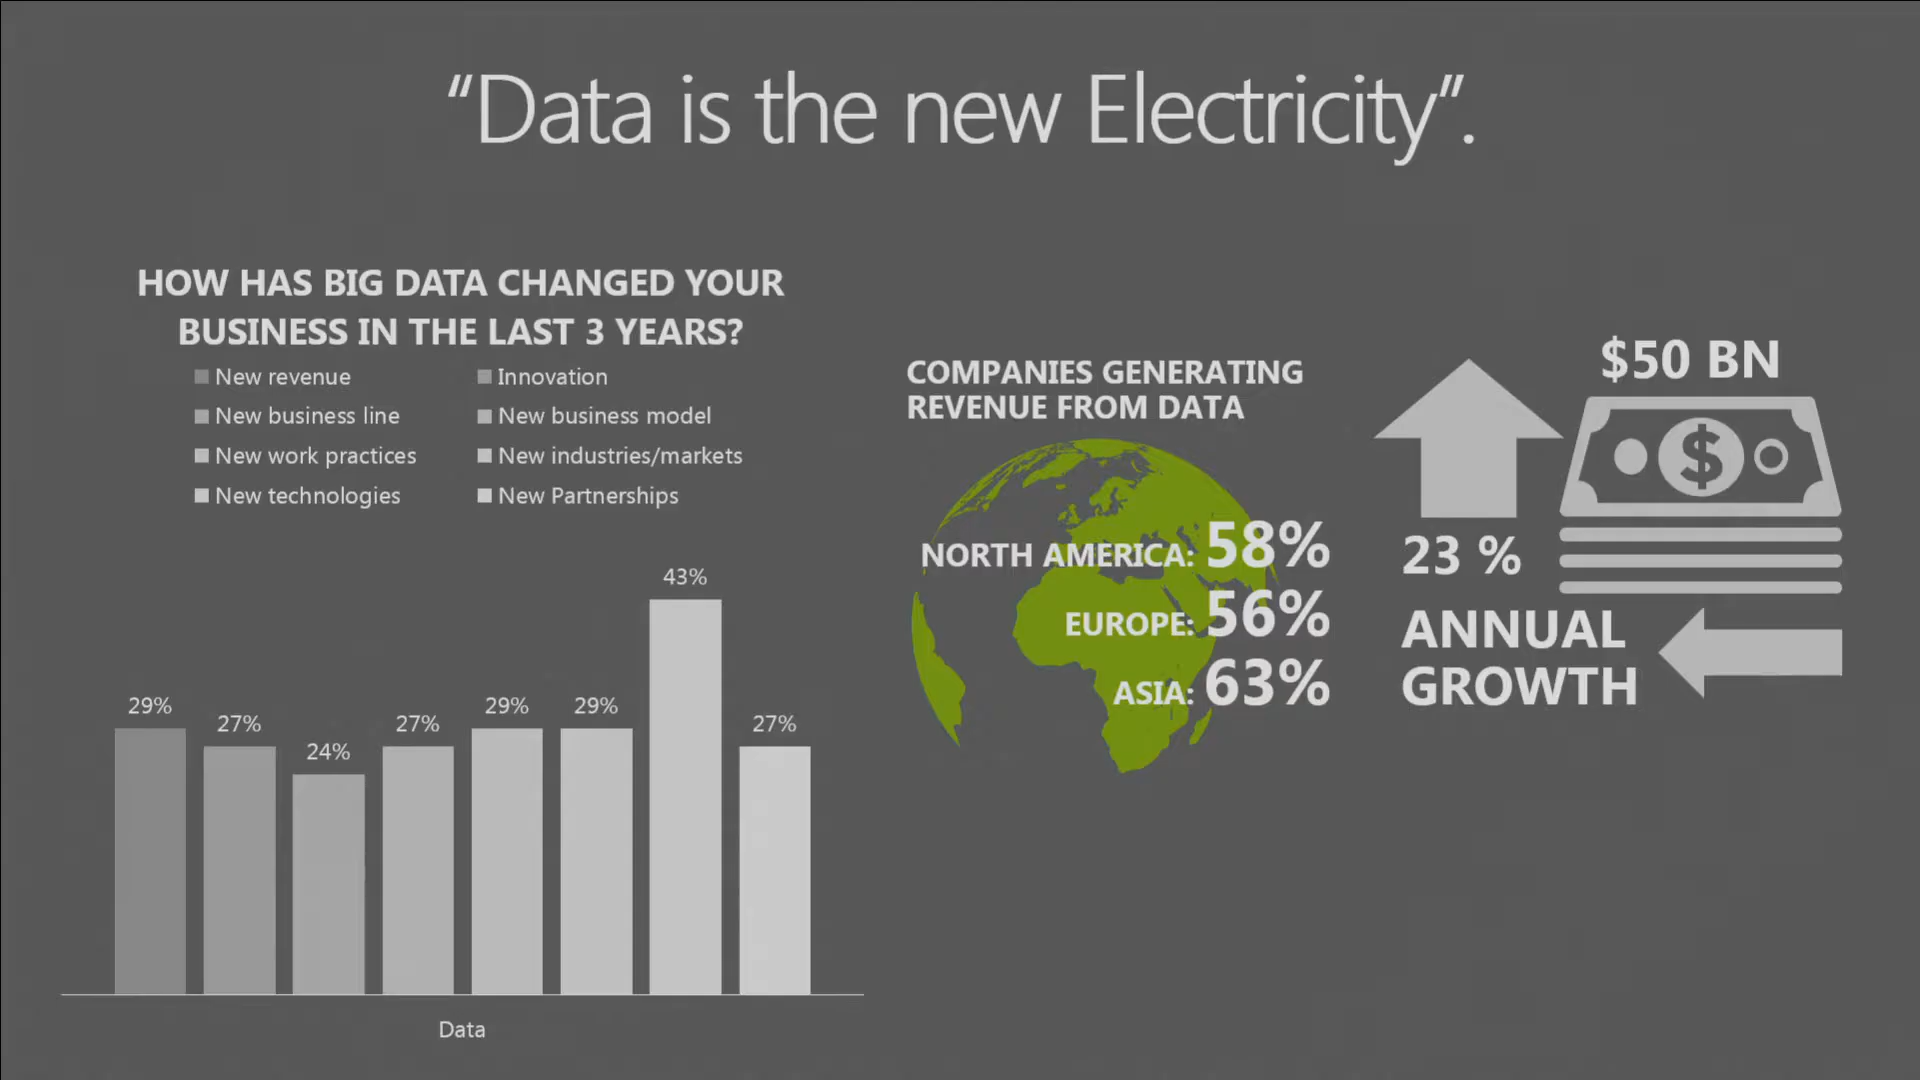 “Data is the new Electricity”.
HOW HAS BIG DATA CHANGED YOUR
BUSINESS IN THE LAST 3 YEARS?
New revenue
Innovation
New business line
New business model
New work practices
New industries/markets
New technologies
New Partnerships
29%
27%
24%
27%
29%
29%
43%
27%
Data
COMPANIES GENERATING
REVENUE FROM DATA
NORTH AMERICA: 58%
EUROPE: 56%
ASIA: 63%
$50 BN
$
23 %
ANNUAL
GROWTH